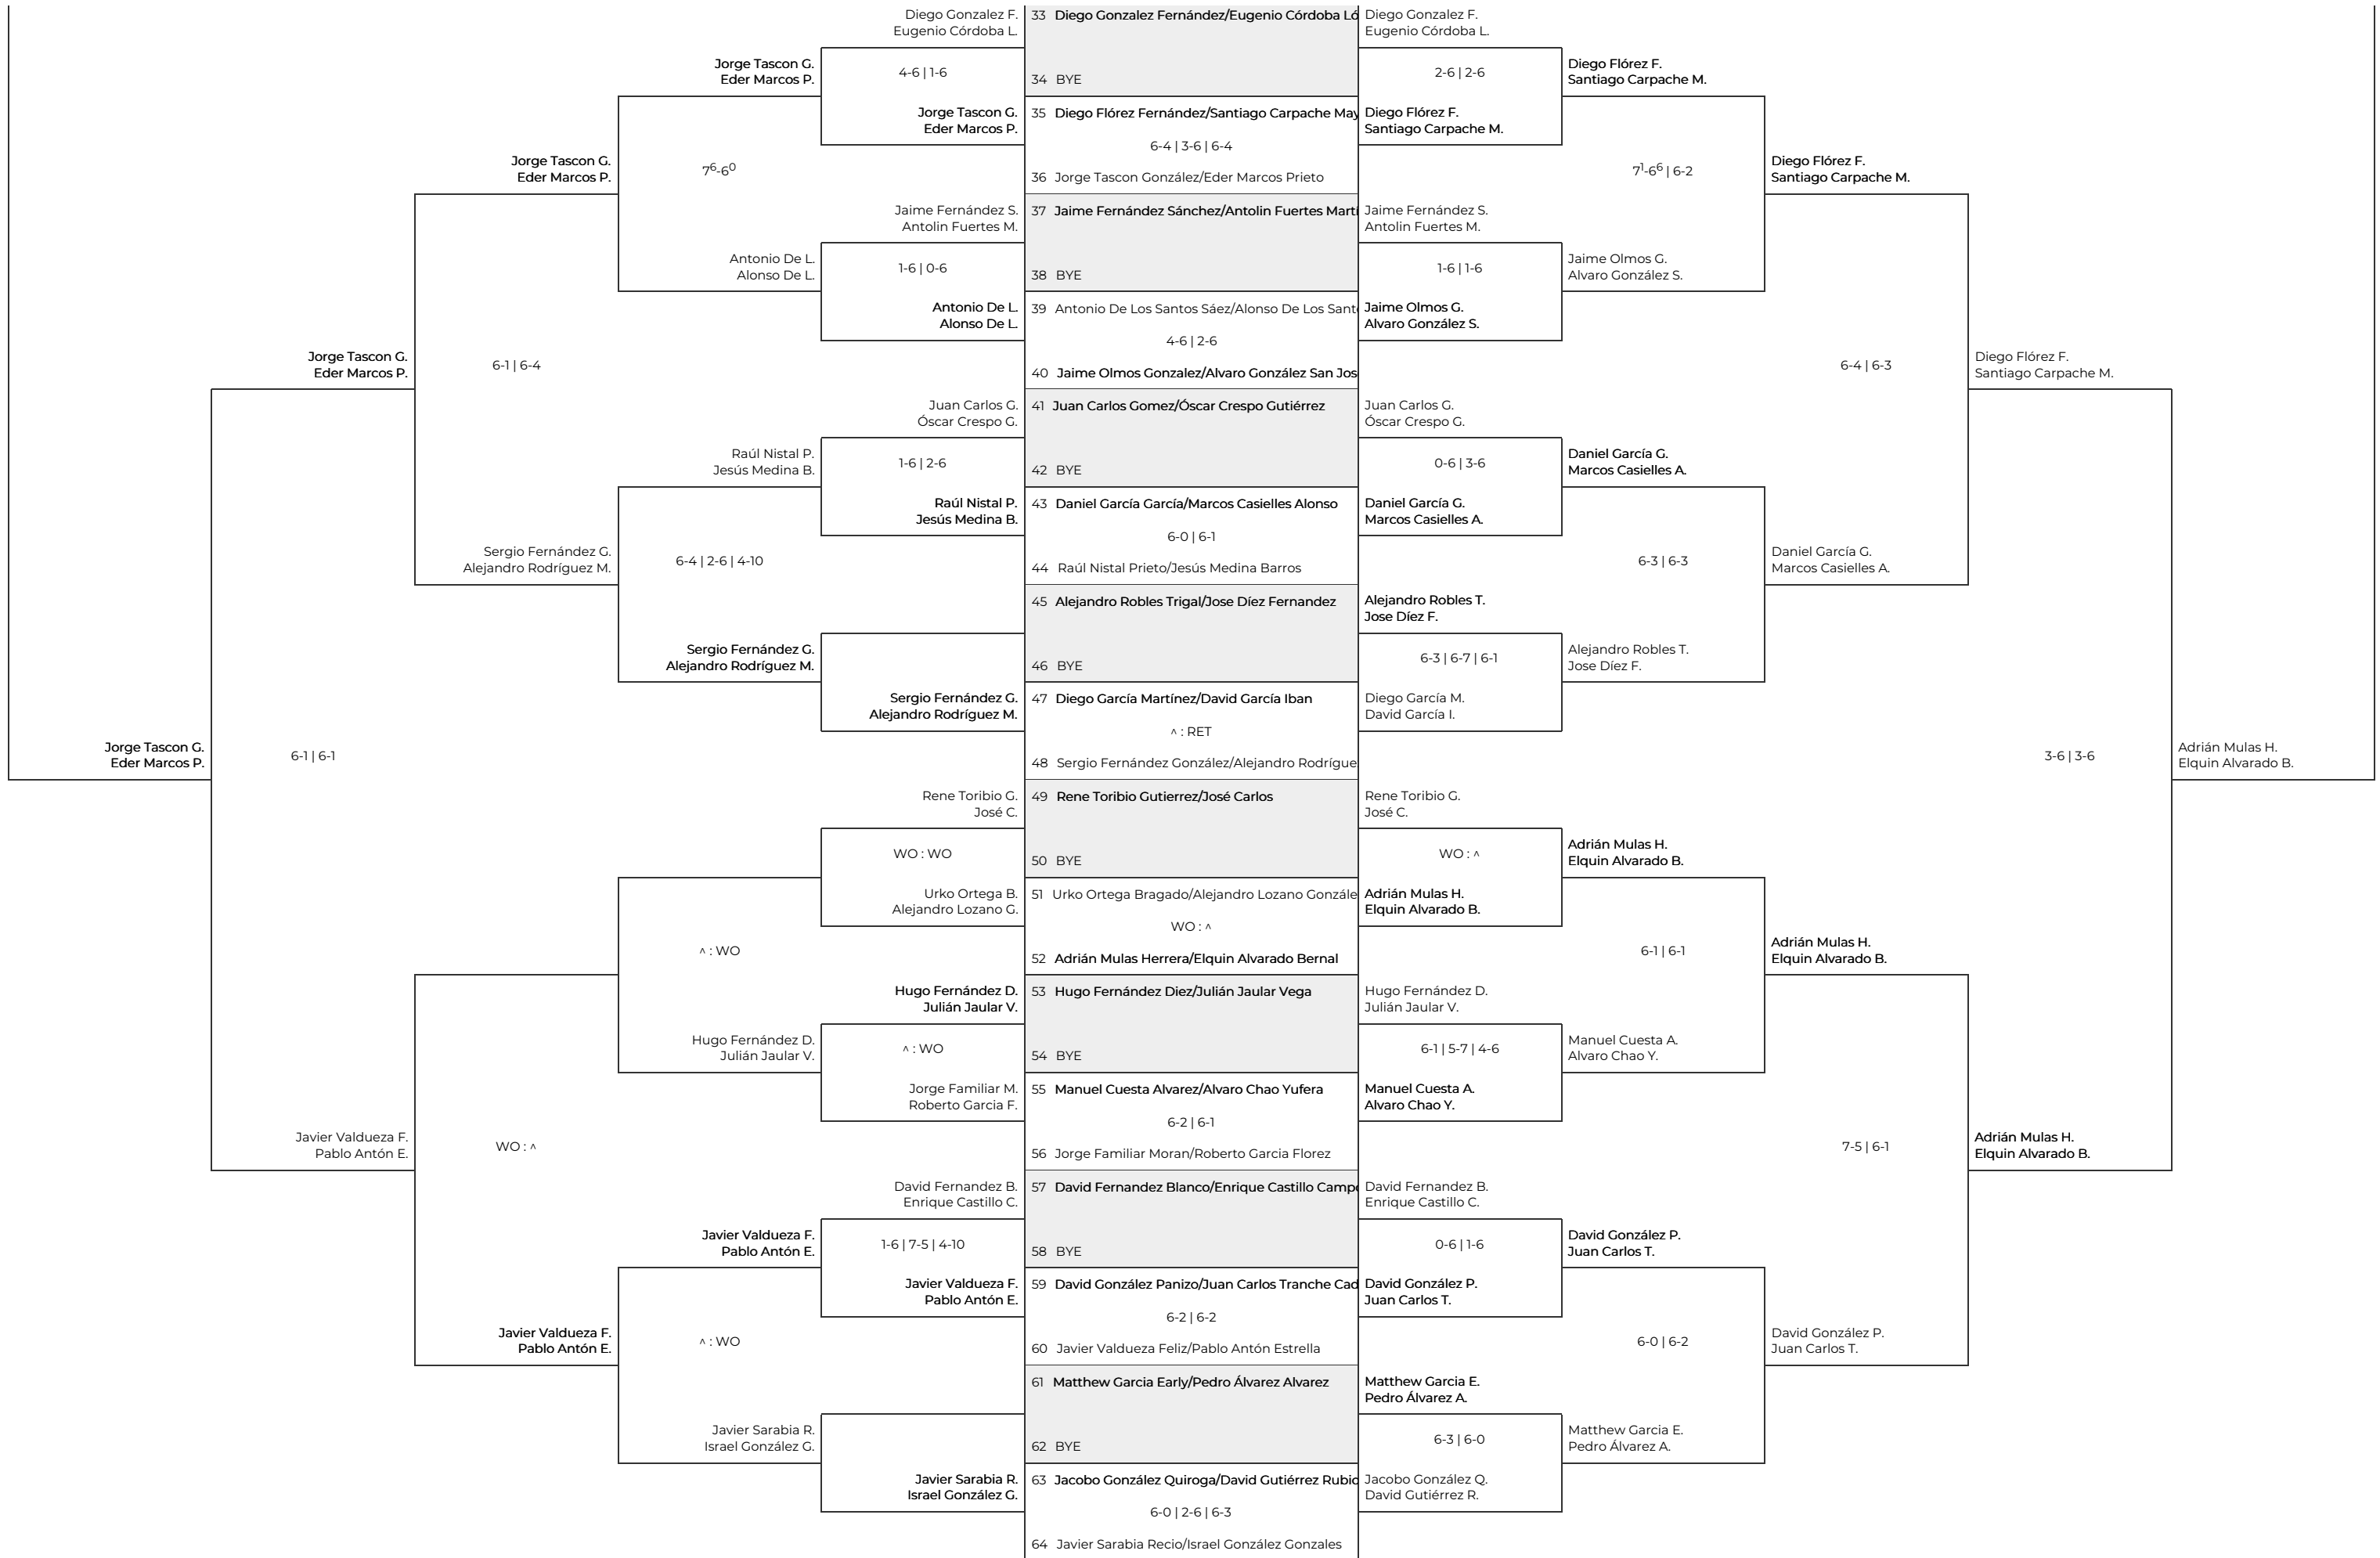 Diego Gonzalez F.
Eugenio Córdoba L.
33 Diego Gonzalez Fernández/Eugenio Córdoba Ló
Diego Gonzalez F.
Eugenio Córdoba L.
Jorge Tascon G.
Eder Marcos P.
4-6 | 1-6
34 BYE
2-6 | 2-6
Diego Flórez F.
Santiago Carpache M.
Jorge Tascon G.
Eder Marcos P.
35 Diego Flórez Fernández/Santiago Carpache May
Diego Flórez F.
Santiago Carpache M.
6-4 | 3-6 | 6-4
Jorge Tascon G.
Eder Marcos P.
7⁶-6⁰
36 Jorge Tascon González/Eder Marcos Prieto
7¹-6⁶ | 6-2
Diego Flórez F.
Santiago Carpache M.
Jaime Fernández S.
Antolin Fuertes M.
37 Jaime Fernández Sánchez/Antolin Fuertes Marti
Jaime Fernández S.
Antolin Fuertes M.
Antonio De L.
Alonso De L.
1-6 | 0-6
38 BYE
1-6 | 1-6
Jaime Olmos G.
Alvaro González S.
Antonio De L.
Alonso De L.
39 Antonio De Los Santos Sáez/Alonso De Los Sant
Jaime Olmos G.
Alvaro González S.
4-6 | 2-6
Jorge Tascon G.
Eder Marcos P.
6-1 | 6-4
40 Jaime Olmos Gonzalez/Alvaro González San Jos
6-4 | 6-3
Diego Flórez F.
Santiago Carpache M.
Juan Carlos G.
Óscar Crespo G.
41 Juan Carlos Gomez/Óscar Crespo Gutiérrez
Juan Carlos G.
Óscar Crespo G.
Raúl Nistal P.
Jesús Medina B.
1-6 | 2-6
42 BYE
0-6 | 3-6
Daniel García G.
Marcos Casielles A.
Raúl Nistal P.
Jesús Medina B.
43 Daniel García García/Marcos Casielles Alonso
Daniel García G.
Marcos Casielles A.
6-0 | 6-1
Sergio Fernández G.
Alejandro Rodríguez M.
6-4 | 2-6 | 4-10
44 Raúl Nistal Prieto/Jesús Medina Barros
6-3 | 6-3
Daniel García G.
Marcos Casielles A.
45 Alejandro Robles Trigal/Jose Díez Fernandez
Alejandro Robles T.
Jose Díez F.
Sergio Fernández G.
Alejandro Rodríguez M.
46 BYE
6-3 | 6-7 | 6-1
Alejandro Robles T.
Jose Díez F.
Sergio Fernández G.
Alejandro Rodríguez M.
47 Diego García Martínez/David García Iban
Diego García M.
David García I.
^ : RET
Jorge Tascon G.
Eder Marcos P.
6-1 | 6-1
48 Sergio Fernández González/Alejandro Rodrígue
3-6 | 3-6
Adrián Mulas H.
Elquin Alvarado B.
Rene Toribio G.
José C.
49 Rene Toribio Gutierrez/José Carlos
Rene Toribio G.
José C.
WO : WO
50 BYE
WO : ^
Adrián Mulas H.
Elquin Alvarado B.
Urko Ortega B.
Alejandro Lozano G.
51 Urko Ortega Bragado/Alejandro Lozano Gonzále
Adrián Mulas H.
Elquin Alvarado B.
WO : ^
^ : WO
52 Adrián Mulas Herrera/Elquin Alvarado Bernal
6-1 | 6-1
Adrián Mulas H.
Elquin Alvarado B.
Hugo Fernández D.
Julián Jaular V.
53 Hugo Fernández Diez/Julián Jaular Vega
Hugo Fernández D.
Julián Jaular V.
Hugo Fernández D.
Julián Jaular V.
^ : WO
54 BYE
6-1 | 5-7 | 4-6
Manuel Cuesta A.
Alvaro Chao Y.
Jorge Familiar M.
Roberto Garcia F.
55 Manuel Cuesta Alvarez/Alvaro Chao Yufera
Manuel Cuesta A.
Alvaro Chao Y.
6-2 | 6-1
Javier Valdueza F.
Pablo Antón E.
WO : ^
56 Jorge Familiar Moran/Roberto Garcia Florez
7-5 | 6-1
Adrián Mulas H.
Elquin Alvarado B.
David Fernandez B.
Enrique Castillo C.
57 David Fernandez Blanco/Enrique Castillo Campo
David Fernandez B.
Enrique Castillo C.
Javier Valdueza F.
Pablo Antón E.
1-6 | 7-5 | 4-10
58 BYE
0-6 | 1-6
David González P.
Juan Carlos T.
Javier Valdueza F.
Pablo Antón E.
59 David González Panizo/Juan Carlos Tranche Cad
David González P.
Juan Carlos T.
6-2 | 6-2
Javier Valdueza F.
Pablo Antón E.
^ : WO
60 Javier Valdueza Feliz/Pablo Antón Estrella
6-0 | 6-2
David González P.
Juan Carlos T.
61 Matthew Garcia Early/Pedro Álvarez Alvarez
Matthew Garcia E.
Pedro Álvarez A.
Javier Sarabia R.
Israel González G.
62 BYE
6-3 | 6-0
Matthew Garcia E.
Pedro Álvarez A.
Javier Sarabia R.
Israel González G.
63 Jacobo González Quiroga/David Gutiérrez Rubio
Jacobo González Q.
David Gutiérrez R.
6-0 | 2-6 | 6-3
64 Javier Sarabia Recio/Israel González Gonzales